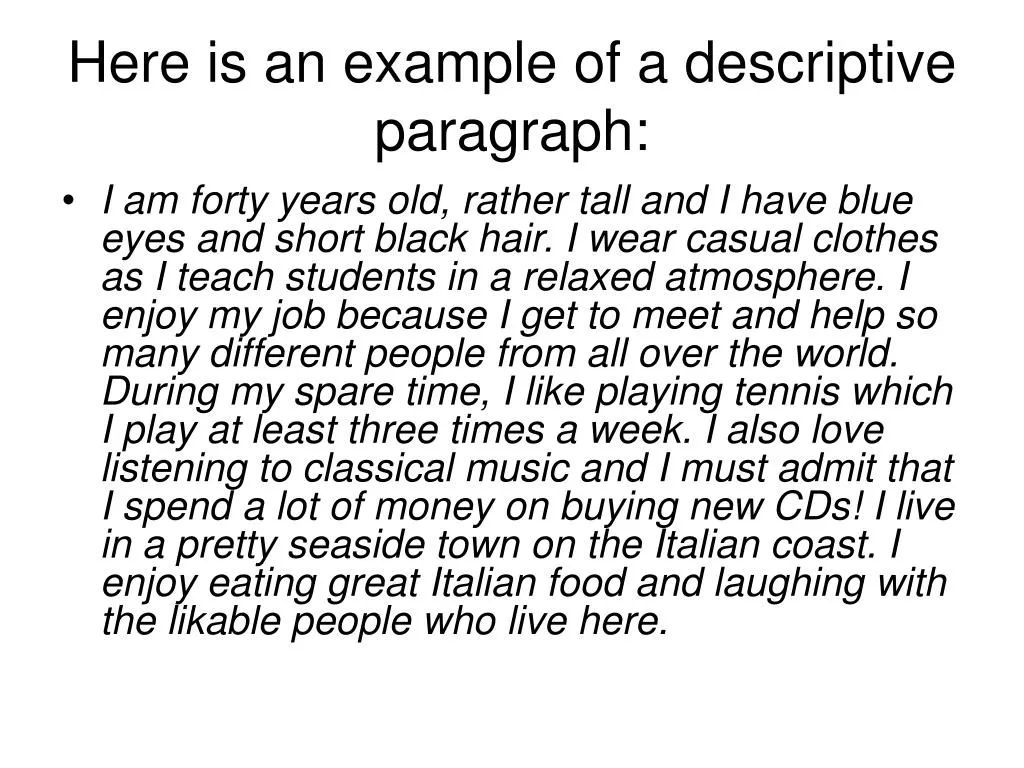 Here is an example of a descriptive
paragraph:
• I am forty years old, rather tall and I have blue
eyes and short black hair. I wear casual clothes
as I teach students in a relaxed atmosphere. I
enjoy my job because I get to meet and help so
many different people from all over the world.
During my spare time, I like playing tennis which
I play at least three times a week. I also love
listening to classical music and I must admit that
I spend a lot of money on buying new CDs! I live
in a pretty seaside town on the Italian coast. I
enjoy eating great Italian food and laughing with
the likable people who live here.